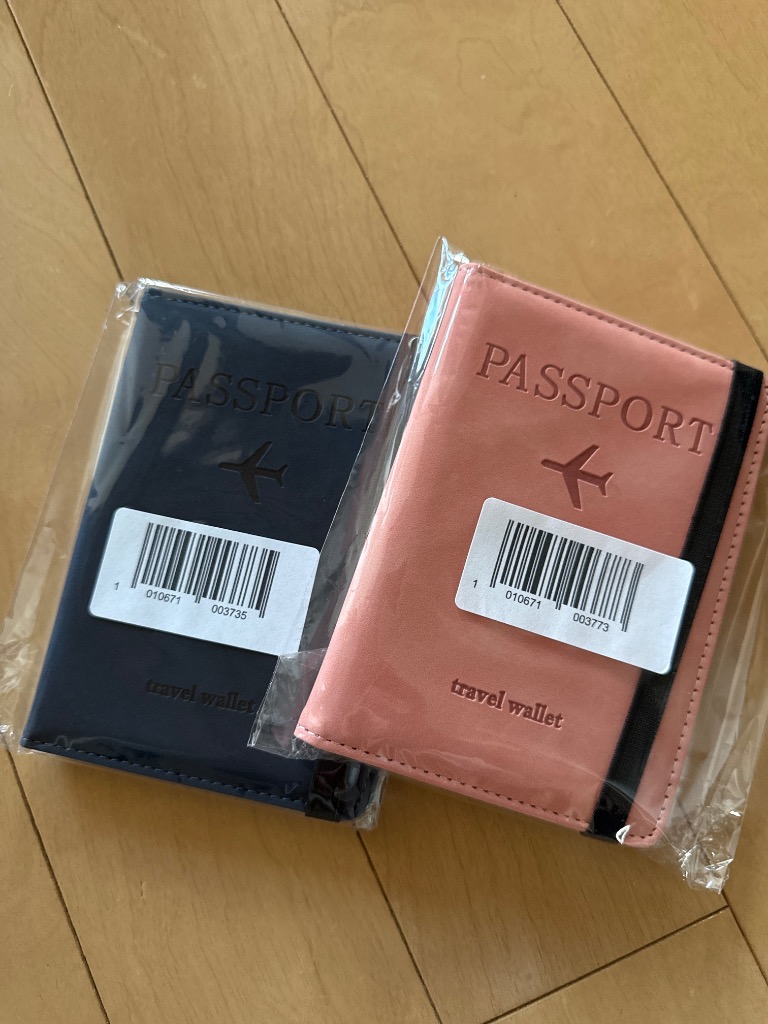 PASSPORT
1 010671 003735
travel wallet
PASSPORT
1 010671 003773
travel wallet